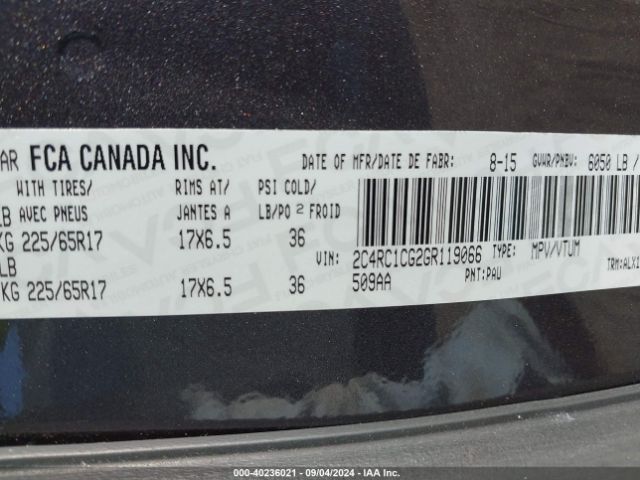 AR FCA CANADA INC. DATE OF MFR/DATE DE FABR: 8-15 GVWR/PNBV: 6050 LB /
WITH TIRES/ RIMS AT/ PSI COLD/
LB AVEC PNEUS JANTES A LB/PO 2 FROID
KG 225/65R17 17X6.5 36
VIN: 2C4RC1CG2GR119066 TYPE: MPV/VTUM
LB TRM:ALX1
KG 225/65R17 17X6.5 36 509AA PNT:PAU
©00-40236021 - 09/04/2024 - IAA Inc.